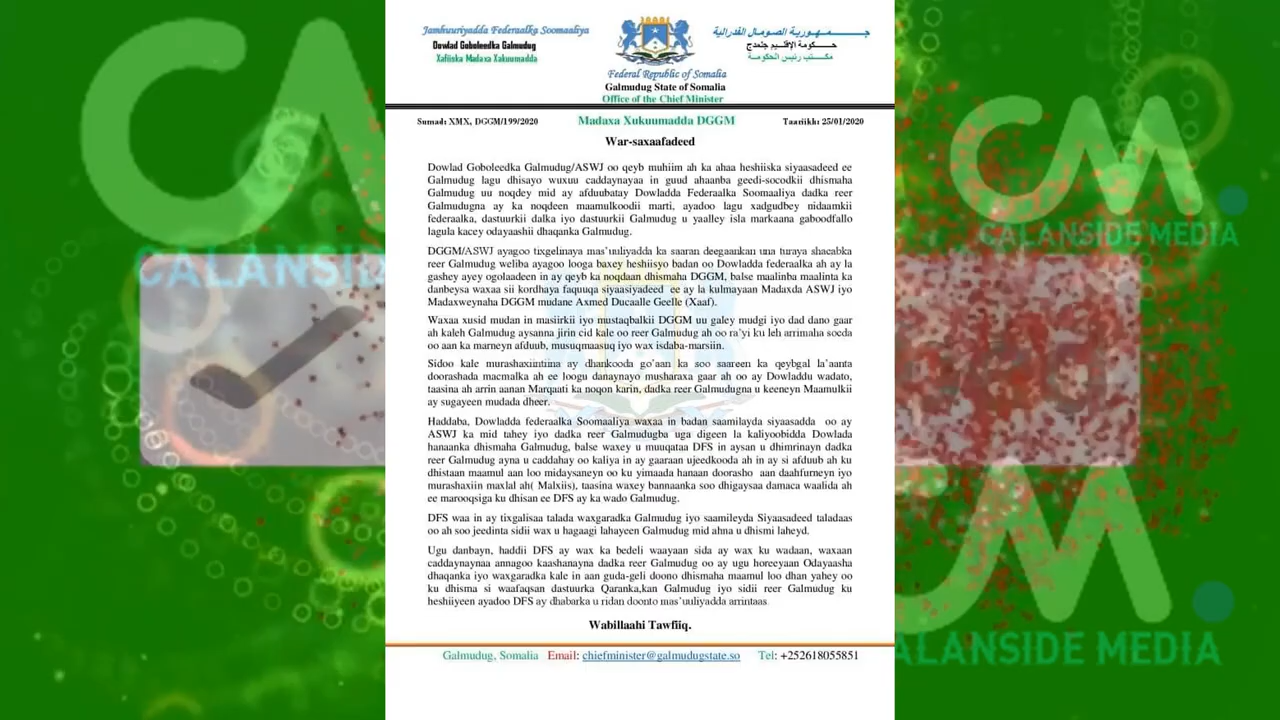 Jamhuuriyadda Federaalka Soomaaliya
Dowlad Goboleedka Galmudug
Xafiiska Madaxa Xukuumadda
جمهورية الصومال الفدرالية
حكومة الإقليم جلمدج
مكتب رئيس الحكومة
Federal Republic of Somalia
Galmudug State of Somalia
Office of the Chief Minister
Sumad: XMX, DGGM/199/2020
Madaxa Xukuumadda DGGM
Taariikh: 25/01/2020
War-saxaafadeed
Dowlad Goboleedka Galmudug/ASWJ oo qeyb muhiim ah ka ahaa heshiiska siyaasadeed ee
Galmudug lagu dhisayo wuxuu caddaynayaa in guud ahaanba geedi-socodkii dhismaha
Galmudug uu noqdey mid ay afduubatay Dowladda Federaalka Soomaaliya dadka reer
Galmudugna ay ka noqdeen maamulkoodii marti, ayadoo lagu xadgudbey nidaamkii
federaalka, dastuurkii dalka iyo dastuurkii Galmudug u yaalley isla markaana gaboodfallo
lagula kacey odayaashii dhaqanka Galmudug.
DGGM/ASWJ ayagoo tixgelinaya mas'uuliyadda ka saaran deegaankan una turaya shacabka
reer Galmudug weliba ayagoo looga baxey heshiisyo badan oo Dowladda federaalka ah ay la
gashey ayey ogolaadeen in ay qeyb ka noqdaan dhismaha DGGM, balse maalinba maalinta ka
danbeysa waxaa sii kordhaya faquuqa siyaasiyadeed ee ay la kulmayaan Madaxda ASWJ iyo
Madaxweynaha DGGM mudane Axmed Ducaalle Geelle (Xaaf).
Waxaa xusid mudan in masiirkii iyo mustaqbalkii DGGM uu galey mudgi iyo dad dano gaar
ah kaleh Galmudug aysanna jirin cid kale oo reer Galmudug ah oo ra'yi ku leh arrimaha socda
oo aan ka marneyn afduub, musuqmaasuq iyo wax isdaba-marsiin.
Sidoo kale murashaxiintiina ay dhankooda go'aan ka soo saareen ka qeybgal la'aanta
doorashada macmalka ah ee loogu danaynayo musharaxa gaar ah oo ay Dowladdu wadato,
taasina ah arrin aanan Marqaati ka noqon karin, dadka reer Galmudugna u keeneyn Maamulkii
ay sugayeen mudada dheer.
Haddaba, Dowladda federaalka Soomaaliya waxaa in badan saamilayda siyaasadda oo ay
ASWJ ka mid tahey iyo dadka reer Galmudugba uga digeen la kaliyoobidda Dowlada
hanaanka dhismaha Galmudug, balse waxey u muuqataa DFS in aysan u dhimrinayn dadka
reer Galmudug ayna u caddahay oo kaliya in ay gaaraan ujeedkooda ah in ay si afduub ah ku
dhistaan maamul aan loo midaysaneyn oo ku yimaada hanaan doorasho aan daahfurneyn iyo
murashaxiin maxlal ah( Malxiis), taasina waxey bannaanka soo dhigaysaa damaca waalida ah
ee marooqsiga ku dhisan ee DFS ay ka wado Galmudug.
DFS waa in ay tixgalisaa talada waxgaradka Galmudug iyo saamileyda Siyaasadeed taladaas
oo ah soo jeedinta sidii wax u hagaagi lahayeen Galmudug mid ahna u dhismi laheyd.
Ugu danbayn, haddii DFS ay wax ka bedeli waayaan sida ay wax ku wadaan, waxaan
caddaynaynaa annagoo kaashanayna dadka reer Galmudug oo ay ugu horeeyaan Odayaasha
dhaqanka iyo waxgaradka kale in aan guda-geli doono dhismaha maamul loo dhan yahey oo
ku dhisma si waafaqsan dastuurka Qaranka,kan Galmudug iyo sidii reer Galmudug ku
heshiiyeen ayadoo DFS ay dhabarka u ridan doonto mas'uuliyadda arrintaas
Wabillaahi Tawfiiq.
Galmudug, Somalia Email: chiefminister@galmudugstate.so Tel: +252618055851
CM
CALANSIDE
CM
CALANSIDE MEDIA
CM
CALANSIDE MEDIA